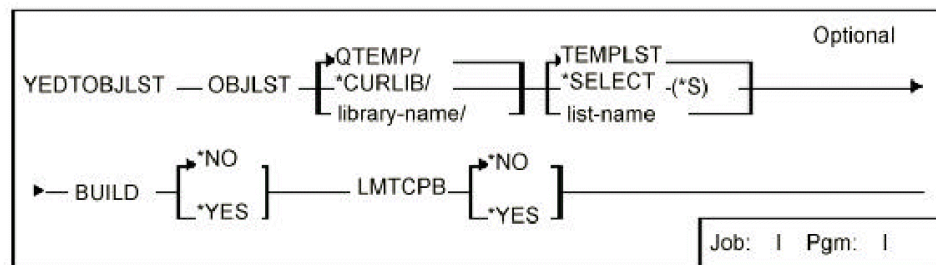 Optional
QTEMP/ TEMPLST
YEDTOBJLST OBJLST *CURLIB/ *SELECT -(*S)
library-name/ list-name
*NO *NO
BUILD LMTCPB
*YES *YES
Job: I Pgm: I